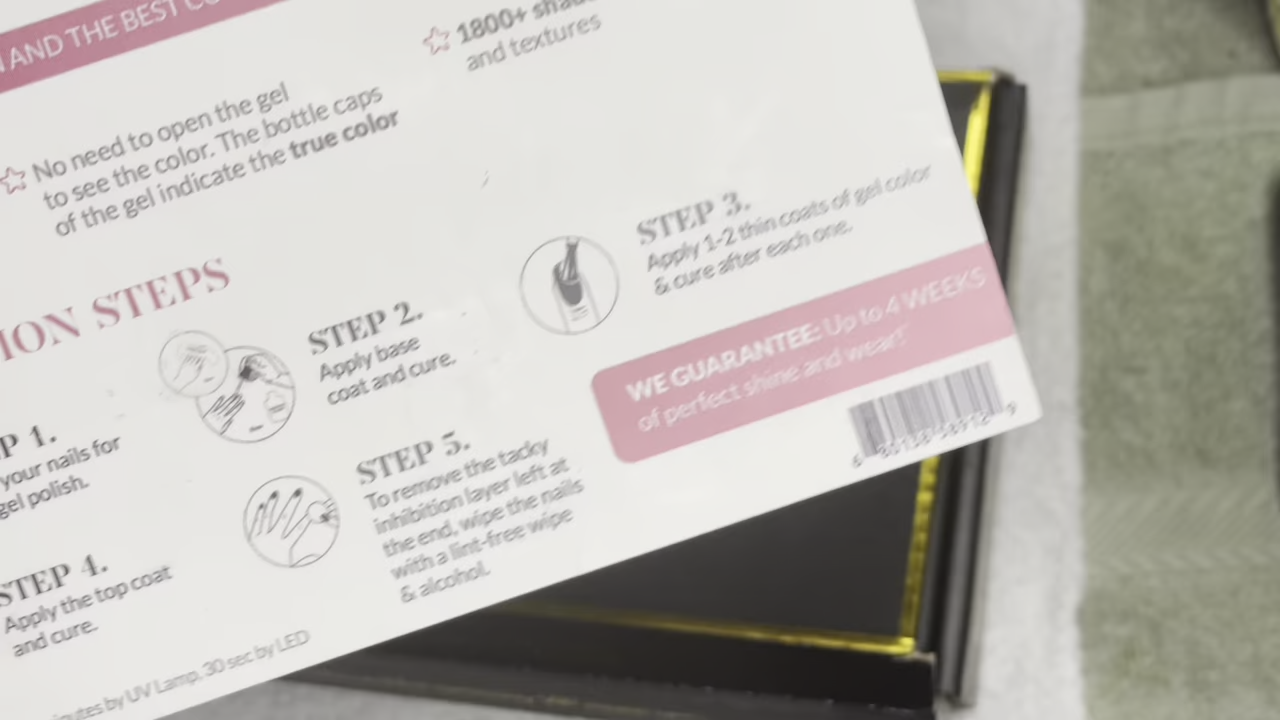 AND THE BEST
1800+
and textures
No need to open the gel
to see the color. The bottle caps
of the gel indicate the true color
ION STEPS
STEP 2.
Apply base
coat and cure.
STEP 3.
Apply 1-2 thin coats of gel color
& cure after each one.
WE GUARANTEE: Up to 4 WEEKS
of perfect shine and wear!
P 1.
your nails for
gel polish.
STEP 5.
To remove the tacky
inhibition layer left at
the end, wipe the nails
with a lint-free wipe
& alcohol.
STEP 4.
Apply the top coat
and cure.
by UV Lamp, 30 sec by LED